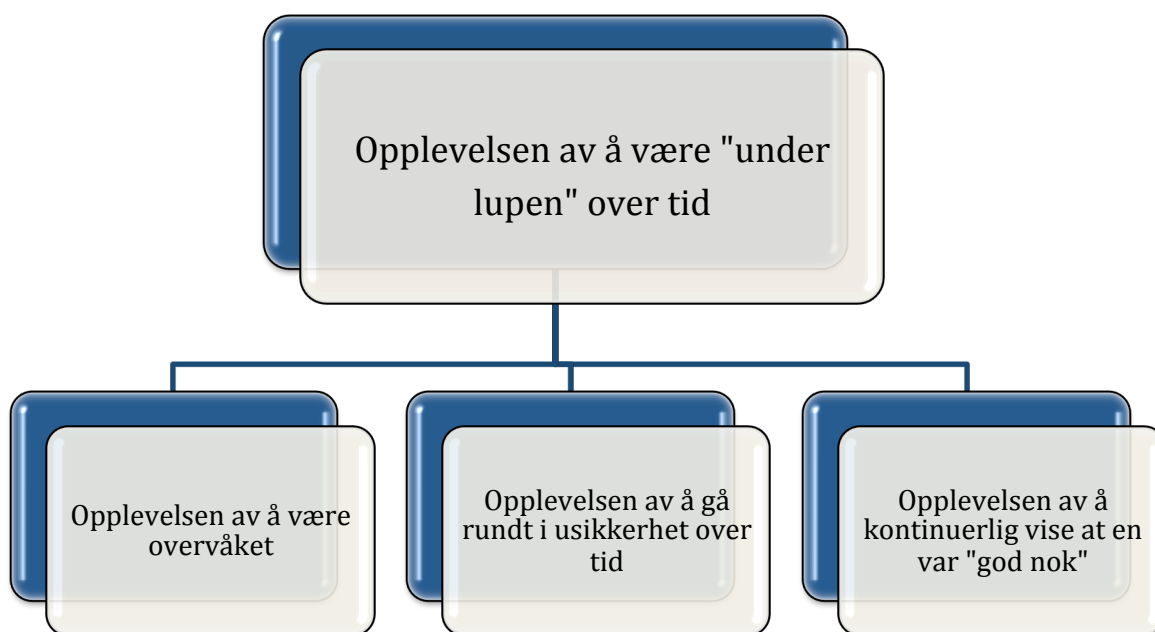 Opplevelsen av å være "under
lupen" over tid
Opplevelsen av å være
overvåket
Opplevelsen av å gå
rundt i usikkerhet over
tid
Opplevelsen av å
kontinuerlig vise at en
var "god nok"